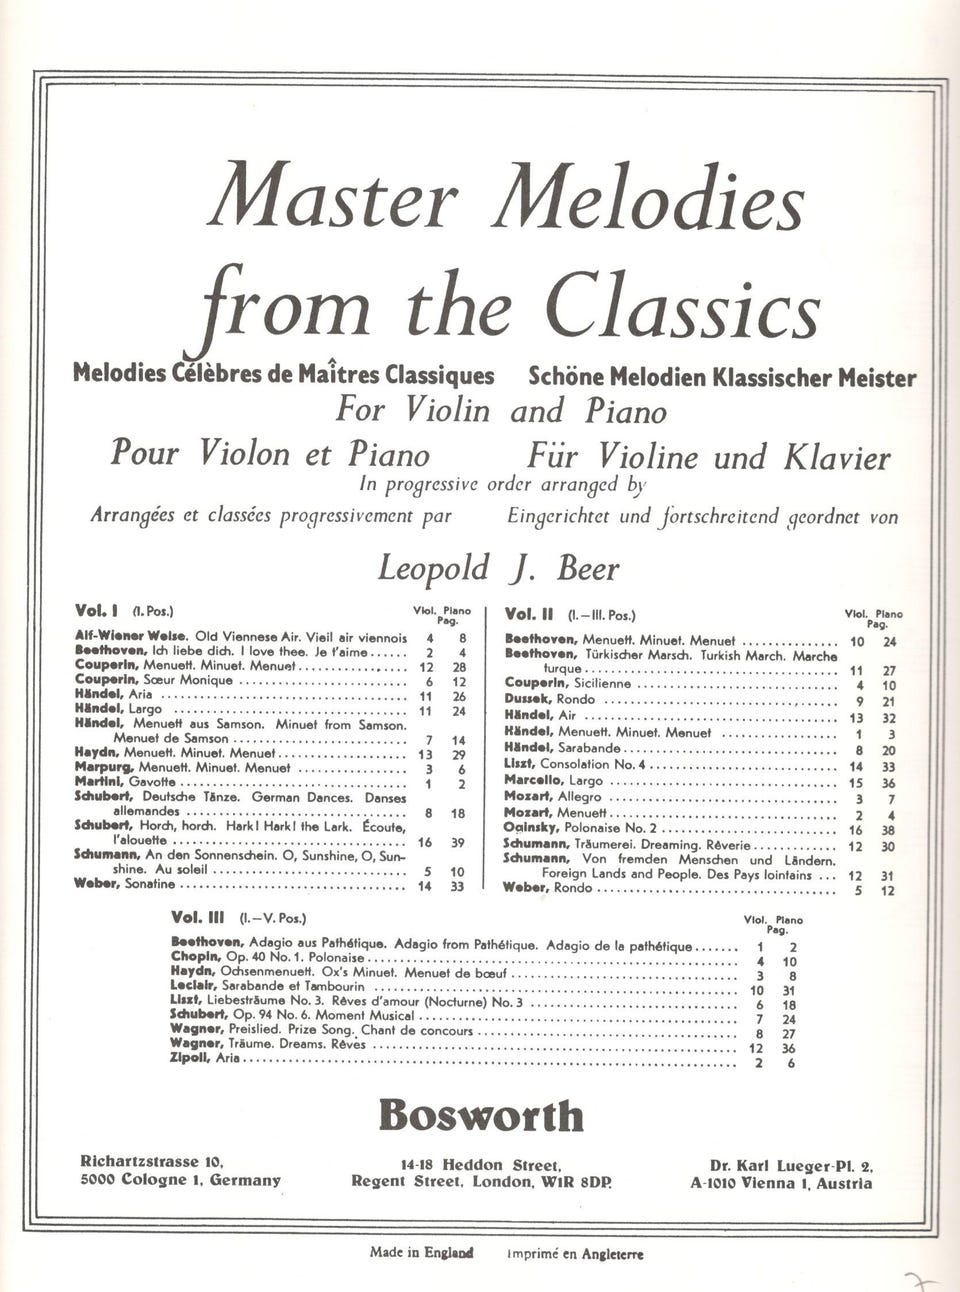 Master Melodies
from the Classics
Melodies Célèbres de Maîtres Classiques Schöne Melodien Klassischer Meister
For Violin and Piano
Pour Violon et Piano Für Violine und Klavier
In progressive order arranged by
Arrangées et classées progressivement par Eingerichtet und fortschreitend geordnet von
Leopold J. Beer
Vol. I (I. Pos.) Viol. Piano
Pag.
Alt-Wiener Weise. Old Viennese Air. Vieil air viennois 4 8
Beethoven, Ich liebe dich. I love thee. Je t'aime ...... 2 4
Couperin, Menuett. Minuet. Menuet ............... 12 28
Couperin, Sœur Monique .......................... 6 12
Händel, Aria ...................................... 11 26
Händel, Largo .................................... 11 24
Händel, Menuett aus Samson. Minuet from Samson.
Menuet de Samson ........................... 7 14
Haydn, Menuett. Minuet. Menuet .................... 13 29
Marpurg, Menuett. Minuet. Menuet ................. 3 6
Martini, Gavotte ................................... 1 2
Schubert, Deutsche Tänze. German Dances. Danses
allemandes .................................. 8 18
Schubert, Horch, horch. Hark! Hark! the Lark. Écoute,
l'alouette .................................... 16 39
Schumann, An den Sonnenschein. O, Sunshine, O, Sun-
shine. Au soleil .............................. 5 10
Weber, Sonatine ................................... 14 33
Vol. II (I.—III. Pos.) Viol. Piano
Pag.
Beethoven, Menuett. Minuet. Menuet ............... 10 24
Beethoven, Türkischer Marsch. Turkish March. Marche
turque ....................................... 11 27
Couperin, Sicilienne ............................... 4 10
Dussek, Rondo .................................... 9 21
Händel, Air ....................................... 13 32
Händel, Menuett. Minuet. Menuet .................. 1 3
Händel, Sarabande ................................. 8 20
Liszt, Consolation No. 4 ............................. 14 33
Marcello, Largo .................................... 15 36
Mozart, Allegro ................................... 3 7
Mozart, Menuett ................................... 2 4
Oginsky, Polonaise No. 2 ........................... 16 38
Schumann, Träumerei. Dreaming. Rêverie ............. 12 30
Schumann, Von fremden Menschen und Ländern.
Foreign Lands and People. Des Pays lointains ... 12 31
Weber, Rondo ..................................... 5 12
Vol. III (I.—V. Pos.) Viol. Piano
Pag.
Beethoven, Adagio aus Pathétique. Adagio from Pathétique. Adagio de la pathétique ....... 1 2
Chopin, Op. 40 No. 1. Polonaise ......................................................... 4 10
Haydn, Ochsenmenuett. Ox's Minuet. Menuet de bœuf ................................... 3 8
Leclair, Sarabande et Tambourin ........................................................ 10 31
Liszt, Liebesträume No. 3. Rêves d'amour (Nocturne) No. 3 ................................ 6 18
Schubert, Op. 94 No. 6. Moment Musical ................................................. 7 24
Wagner, Preislied. Prize Song. Chant de concours ........................................ 8 27
Wagner, Träume. Dreams. Rêves ........................................................ 12 36
Zipoli, Aria ........................................................................... 2 6
Bosworth
Richartzstrasse 10,
5000 Cologne 1, Germany
14-18 Heddon Street,
Regent Street, London, W1R 8DP.
Dr. Karl Lueger-Pl. 2,
A-1010 Vienna 1, Austria
Made in England Imprimé en Angleterre